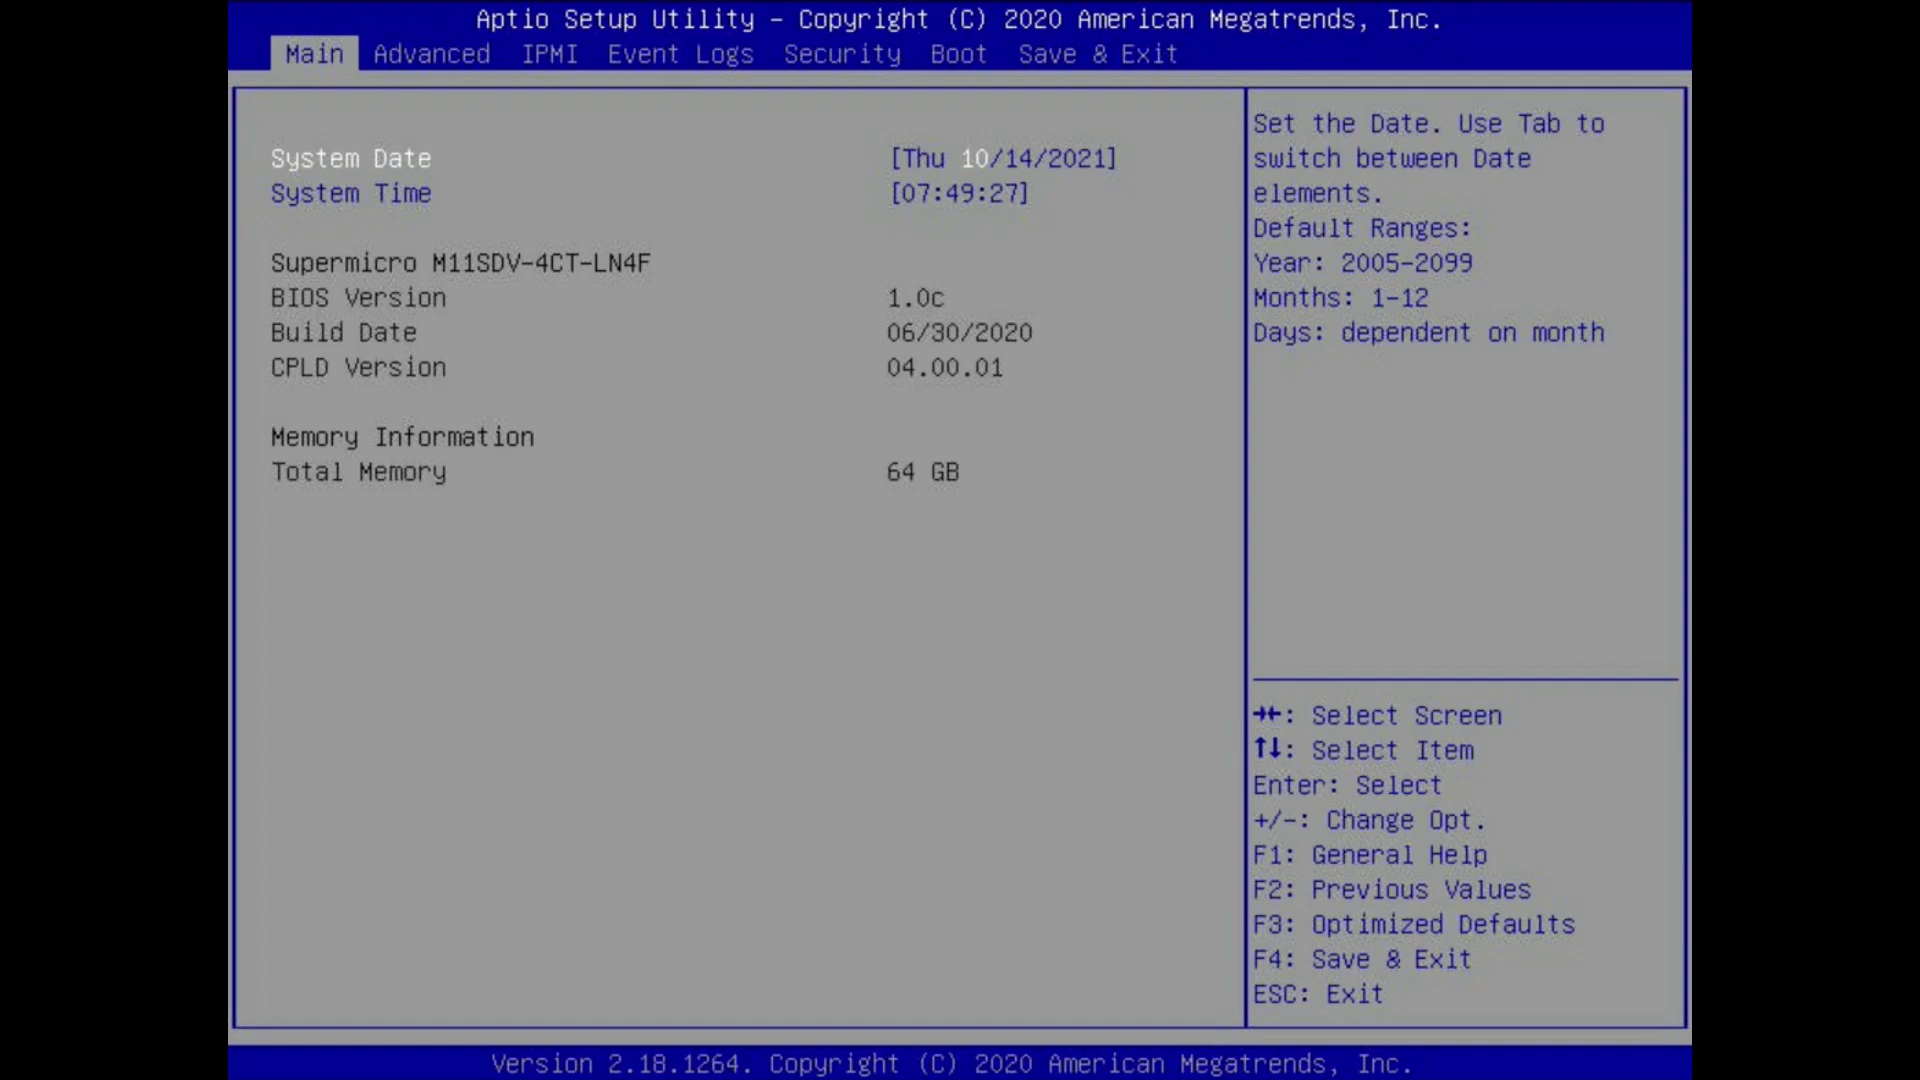 Aptio Setup Utility – Copyright (C) 2020 American Megatrends, Inc.
Main Advanced IPMI Event Logs Security Boot Save & Exit
System Date [Thu 10/14/2021]
System Time [07:49:27]
Supermicro M11SDV-4CT-LN4F
BIOS Version 1.0c
Build Date 06/30/2020
CPLD Version 04.00.01
Memory Information
Total Memory 64 GB
Set the Date. Use Tab to
switch between Date
elements.
Default Ranges:
Year: 2005-2099
Months: 1-12
Days: dependent on month
→←: Select Screen
↑↓: Select Item
Enter: Select
+/-: Change Opt.
F1: General Help
F2: Previous Values
F3: Optimized Defaults
F4: Save & Exit
ESC: Exit
Version 2.18.1264. Copyright (C) 2020 American Megatrends, Inc.